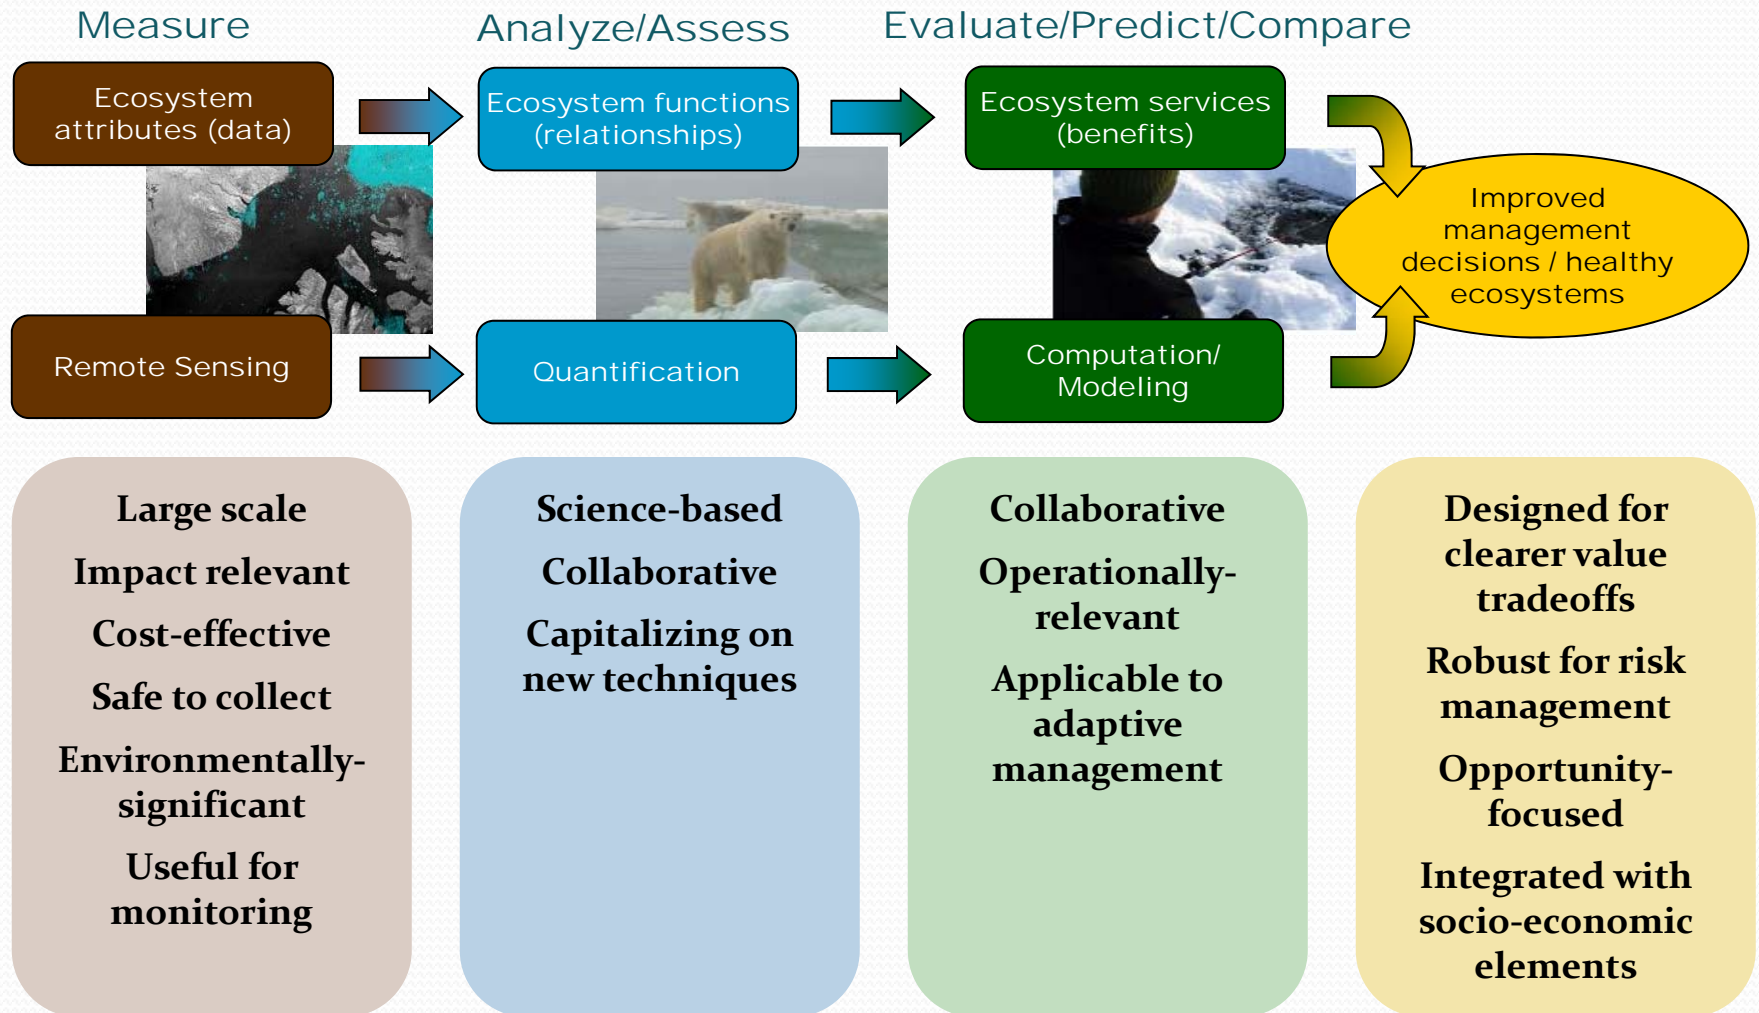 Measure
Analyze/Assess
Evaluate/Predict/Compare
Ecosystem
attributes (data)
Ecosystem functions
(relationships)
Ecosystem services
(benefits)
Improved
management
decisions / healthy
ecosystems
Remote Sensing
Quantification
Computation/
Modeling
Large scale
Impact relevant
Cost-effective
Safe to collect
Environmentally-
significant
Useful for
monitoring
Science-based
Collaborative
Capitalizing on
new techniques
Collaborative
Operationally-
relevant
Applicable to
adaptive
management
Designed for
clearer value
tradeoffs
Robust for risk
management
Opportunity-
focused
Integrated with
socio-economic
elements